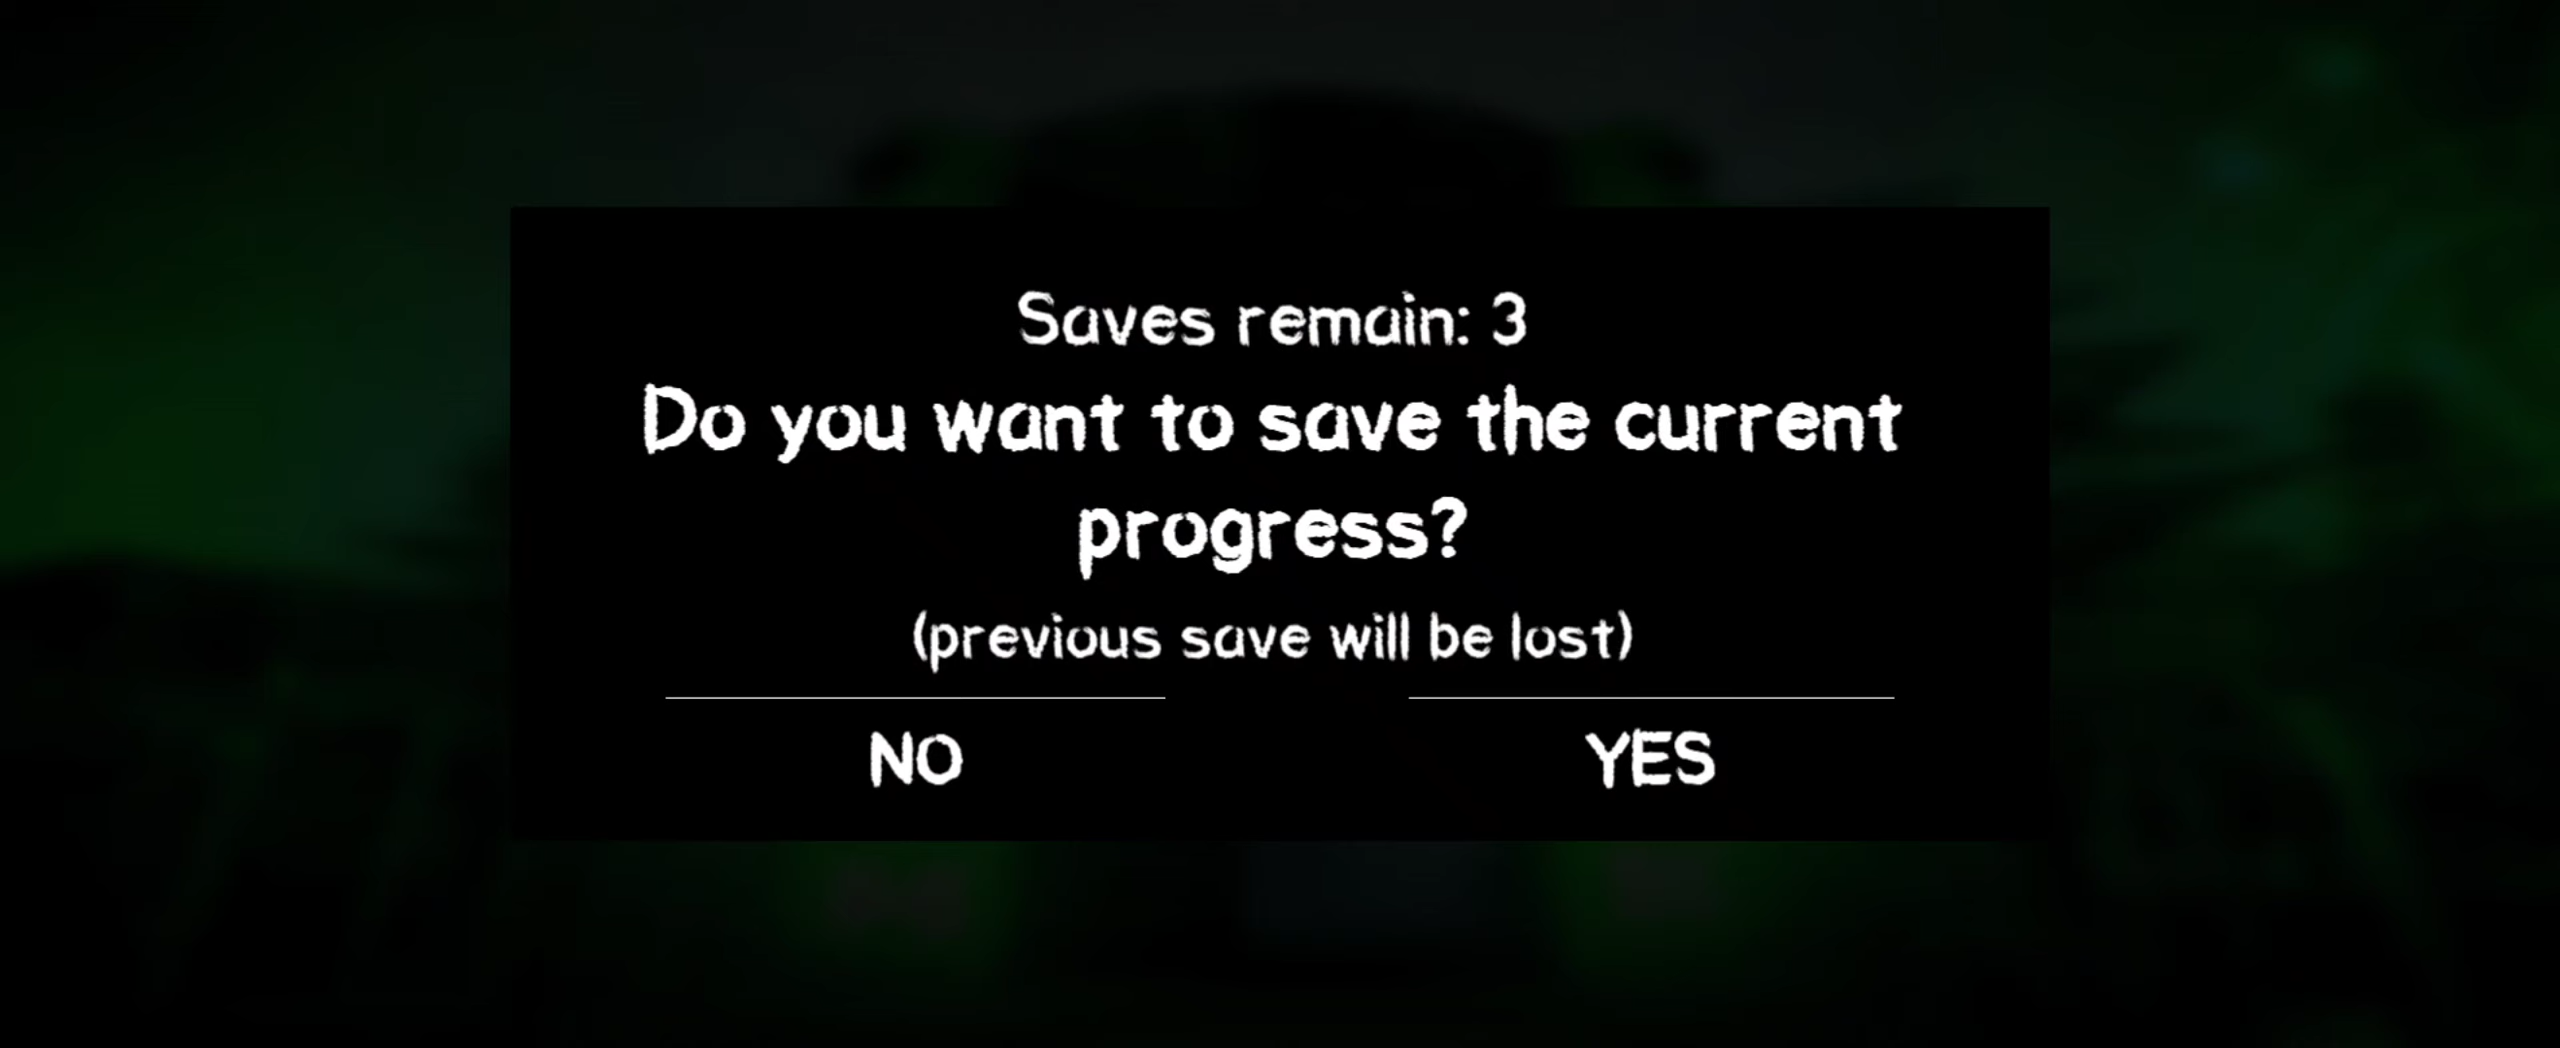 Saves remain: 3
Do you want to save the current
progress?
(previous save will be lost)
NO
YES